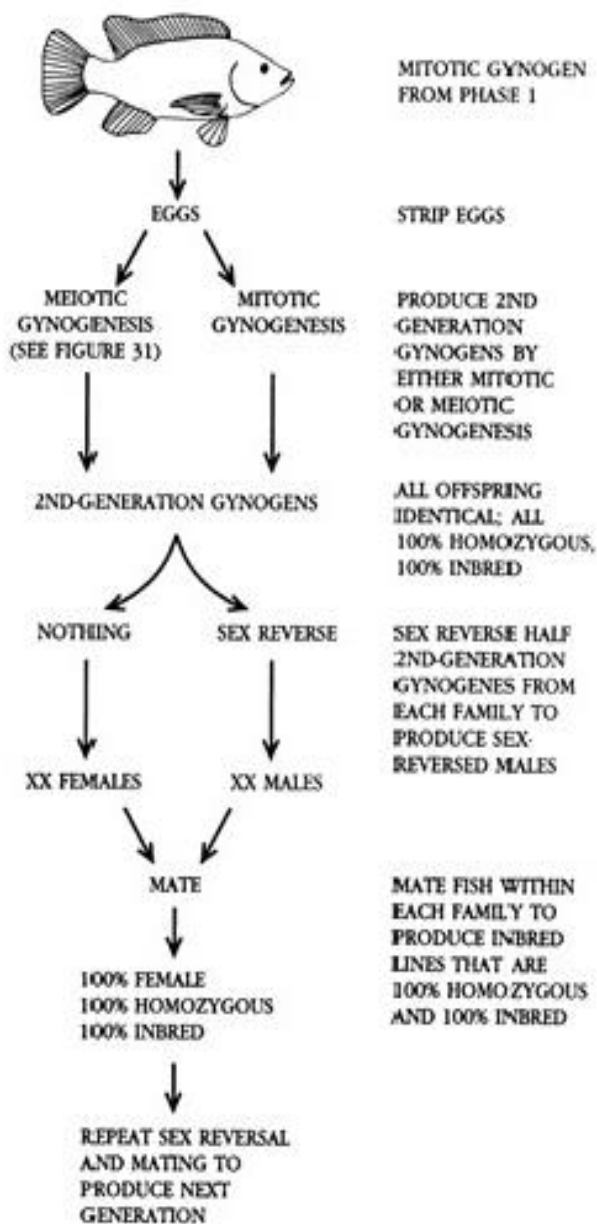 MITOTIC GYNOGEN
FROM PHASE 1
EGGS
STRIP EGGS
MEIOTIC
GYNOGENESIS
(SEE FIGURE 31)
MITOTIC
GYNOGENESIS
PRODUCE 2ND
GENERATION
GYNOGENS BY
EITHER MITOTIC
OR MEIOTIC
GYNOGENESIS
2ND-GENERATION GYNOGENS
ALL OFFSPRING
IDENTICAL; ALL
100% HOMOZYGOUS,
100% INBRED
NOTHING
SEX REVERSE
SEX REVERSE HALF
2ND-GENERATION
GYNOGENES FROM
EACH FAMILY TO
PRODUCE SEX-
REVERSED MALES
XX FEMALES
XX MALES
MATE
MATE FISH WITHIN
EACH FAMILY TO
PRODUCE INBRED
LINES THAT ARE
100% HOMOZYGOUS
AND 100% INBRED
100% FEMALE
100% HOMOZYGOUS
100% INBRED
REPEAT SEX REVERSAL
AND MATING TO
PRODUCE NEXT
GENERATION